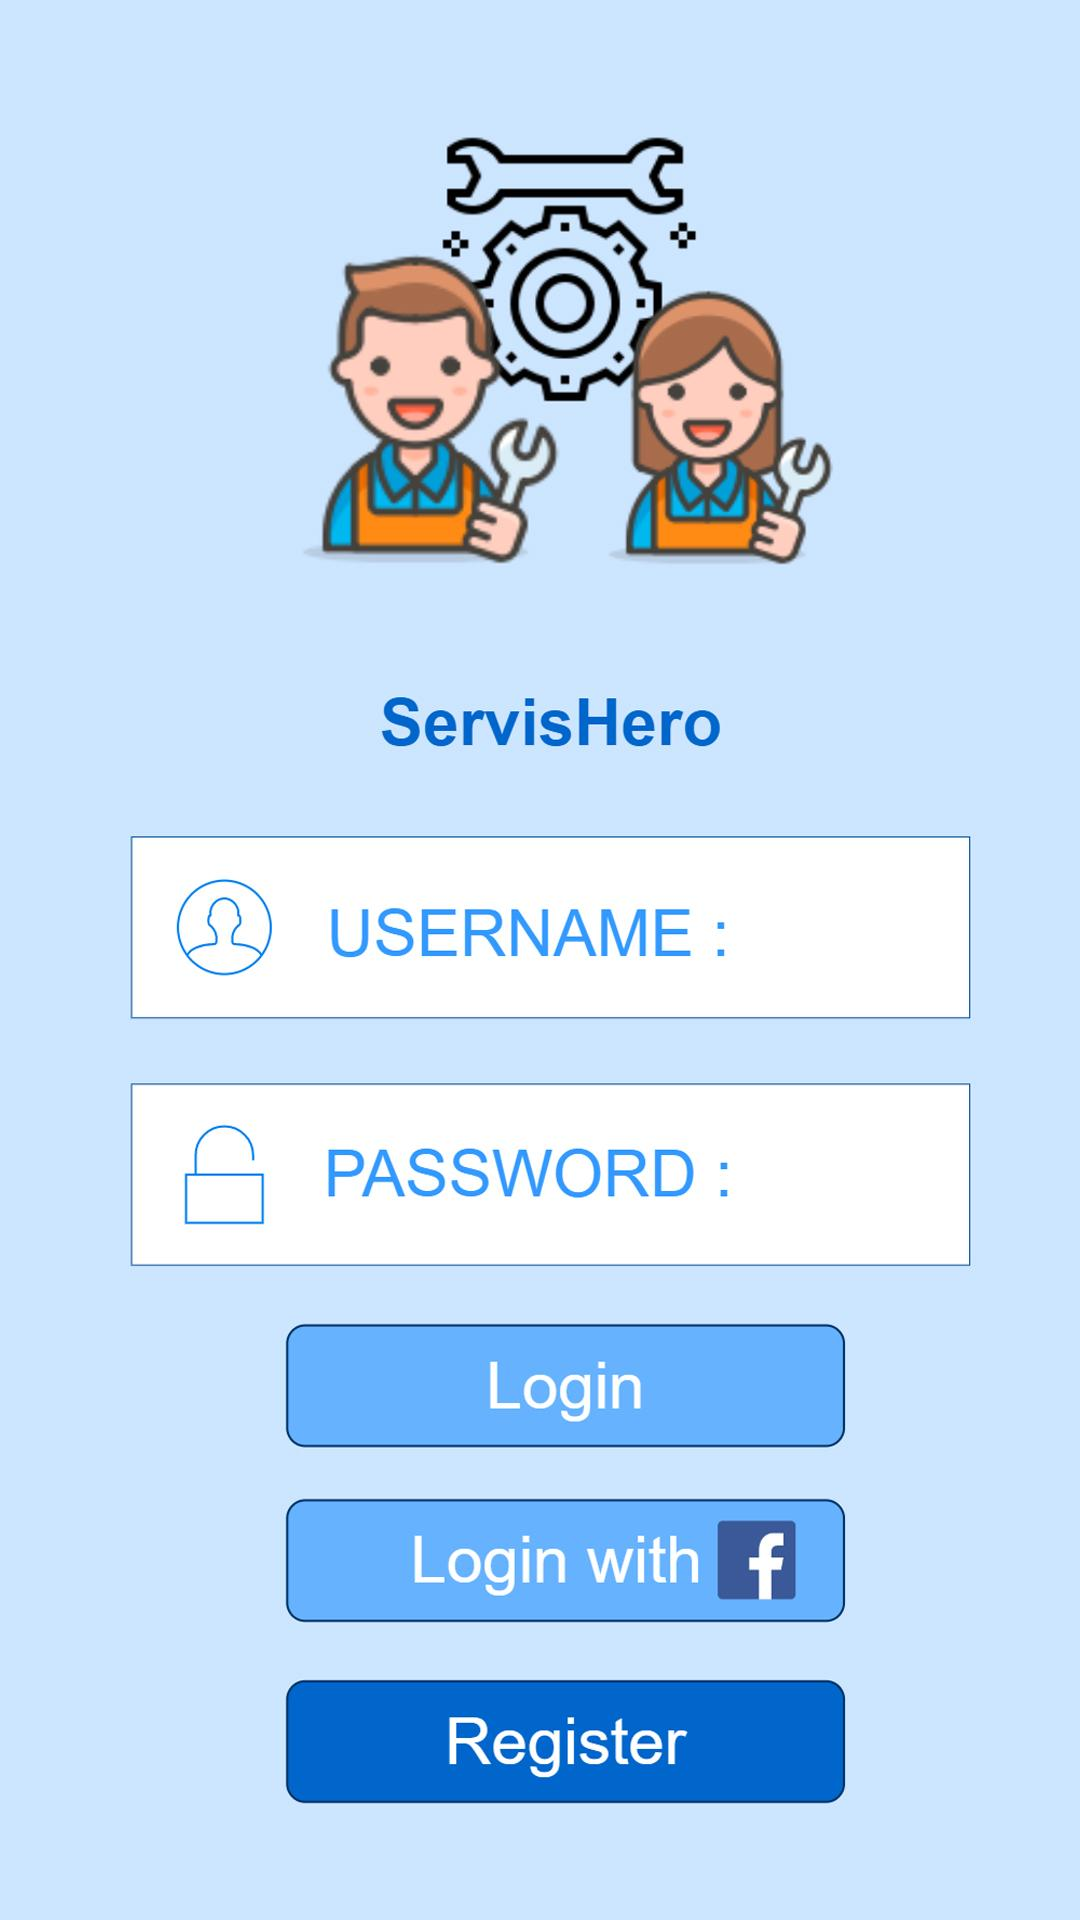 ServisHero
USERNAME :
PASSWORD :
Login
Login with f
Register